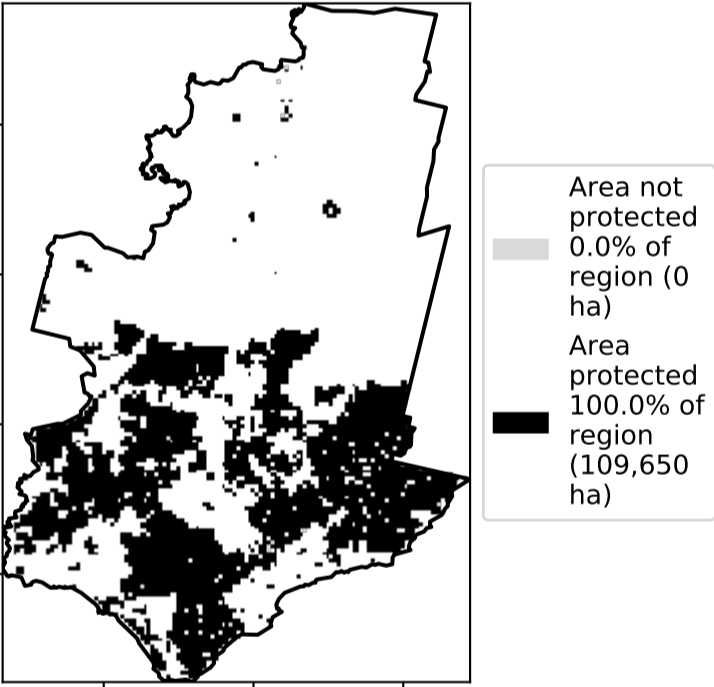 Area not
protected
0.0% of
region (0
ha)
Area
protected
100.0% of
region
(109,650
ha)